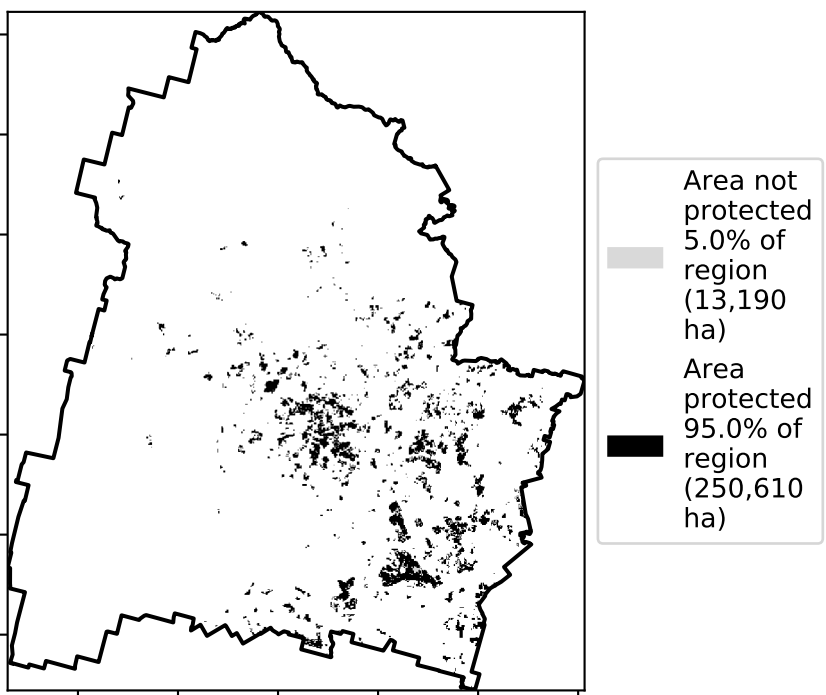 Area not
protected
5.0% of
region
(13,190
ha)
Area
protected
95.0% of
region
(250,610
ha)